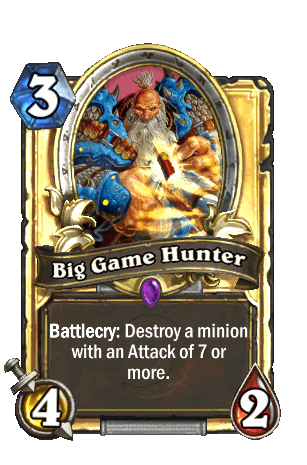 3
Big Game Hunter
Battlecry: Destroy a minion
with an Attack of 7 or
more.
4
2